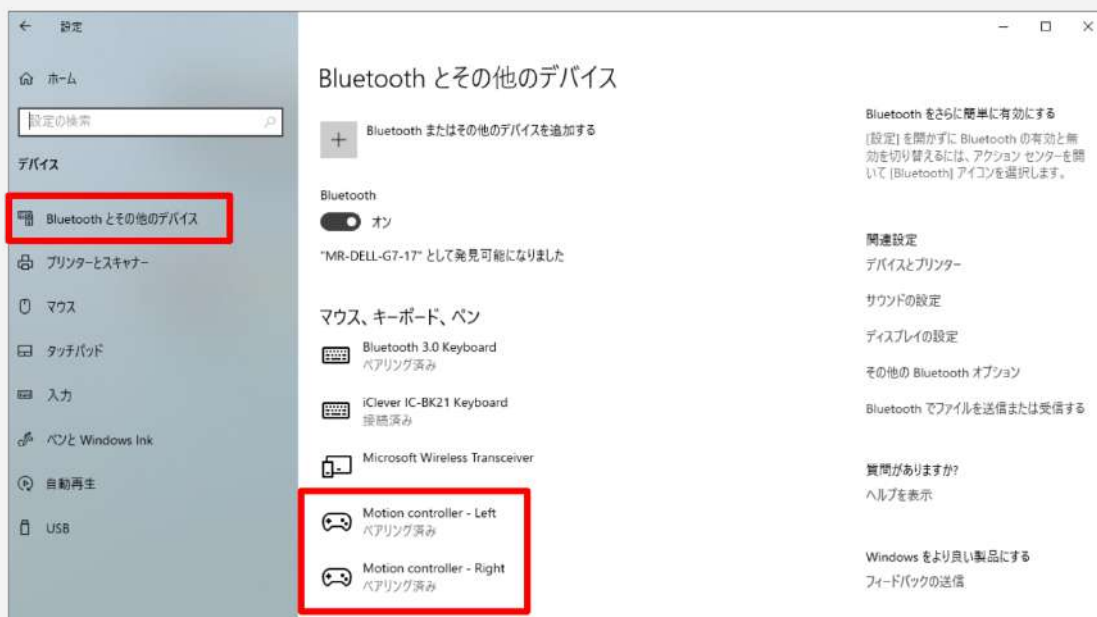 設定
ホーム
設定の検索
デバイス
Bluetooth とその他のデバイス
プリンターとスキャナー
マウス
タッチパッド
入力
ペンと Windows Ink
自動再生
USB
Bluetooth とその他のデバイス
Bluetooth またはその他のデバイスを追加する
Bluetooth
オン
"MR-DELL-G7-17" として発見可能になりました
マウス、キーボード、ペン
Bluetooth 3.0 Keyboard
ペアリング済み
iClever IC-BK21 Keyboard
接続済み
Microsoft Wireless Transceiver
Motion controller - Left
ペアリング済み
Motion controller - Right
ペアリング済み
Bluetooth をさらに簡単に有効にする
[設定] を開かずに Bluetooth の有効と無
効を切り替えるには、アクション センターを開
いて [Bluetooth] アイコンを選択します。
関連設定
デバイスとプリンター
サウンドの設定
ディスプレイの設定
その他の Bluetooth オプション
Bluetooth でファイルを送信または受信する
質問がありますか?
ヘルプを表示
Windows をより良い製品にする
フィードバックの送信